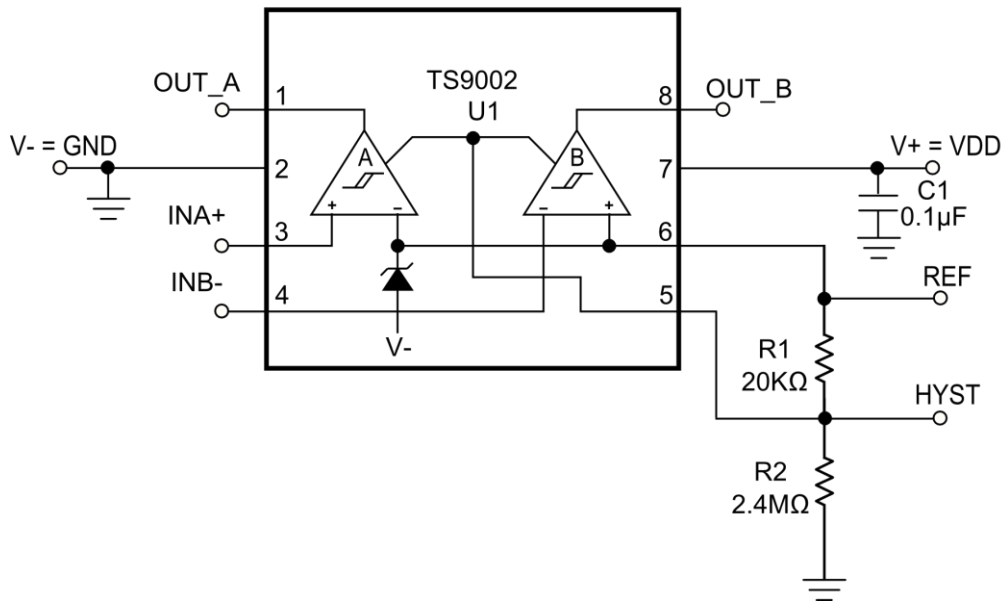 TS9002
U1
OUT_A
1
8
OUT_B
V- = GND
2
A
B
7
V+ = VDD
C1
0.1µF
+
-
-
+
INA+
3
6
REF
INB-
4
5
V-
R1
20KΩ
HYST
R2
2.4MΩ